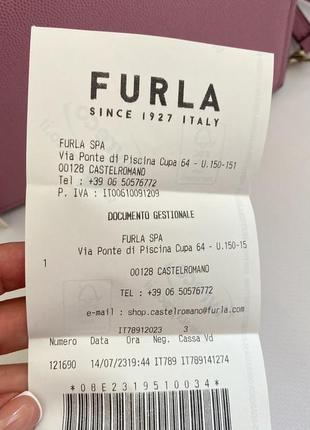 FURLA
SINCE 1927 ITALY
FURLA SPA
Via Ponte di Piscina Cupa 64 - U.150-151
00128 CASTELROMANO
Tel : +39 06 50576772
P. IVA : IT00610091209
DOCUMENTO GESTIONALE
FURLA SPA
Via Ponte di Piscina Cupa 64 - U.150-15
1
00128 CASTELROMANO
TEL : +39 06 50576772
e-mail : shop.castelromano@furla.com
IT78912023 3
Numero Data Ora Neg. Cassa Vd
121690 14/07/2319:44 IT789 IT789141274
*08E2319510034*